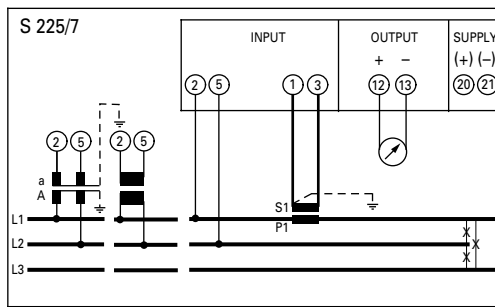 S 225/7
INPUT
OUTPUT
SUPPLY
+ −
(+) (−)
2 5 1 3 12 13 20 21
2 5 2 5
a
A
S1
P1
L1
L2
L3